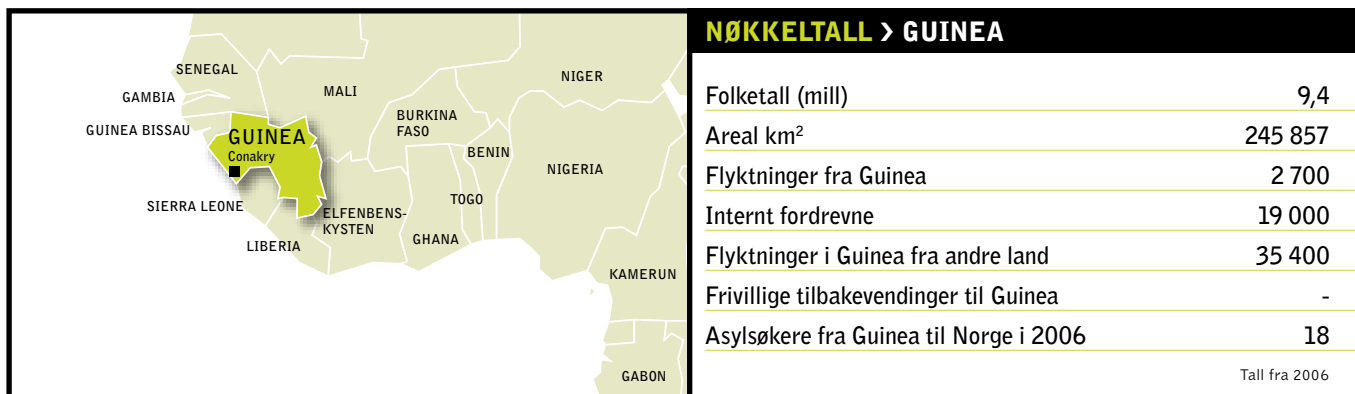 SENEGAL
GAMBIA
GUINEA BISSAU
GUINEA
Conakry
SIERRA LEONE
LIBERIA
MALI
BURKINA
FASO
NIGER
BENIN
NIGERIA
TOGO
ELFENBENS-
KYSTEN
GHANA
KAMERUN
GABON
NØKKELTALL > GUINEA
Folketall (mill) 9,4
Areal km² 245 857
Flyktninger fra Guinea 2 700
Internt fordrevne 19 000
Flyktninger i Guinea fra andre land 35 400
Frivillige tilbakevendinger til Guinea -
Asylsøkere fra Guinea til Norge i 2006 18
Tall fra 2006